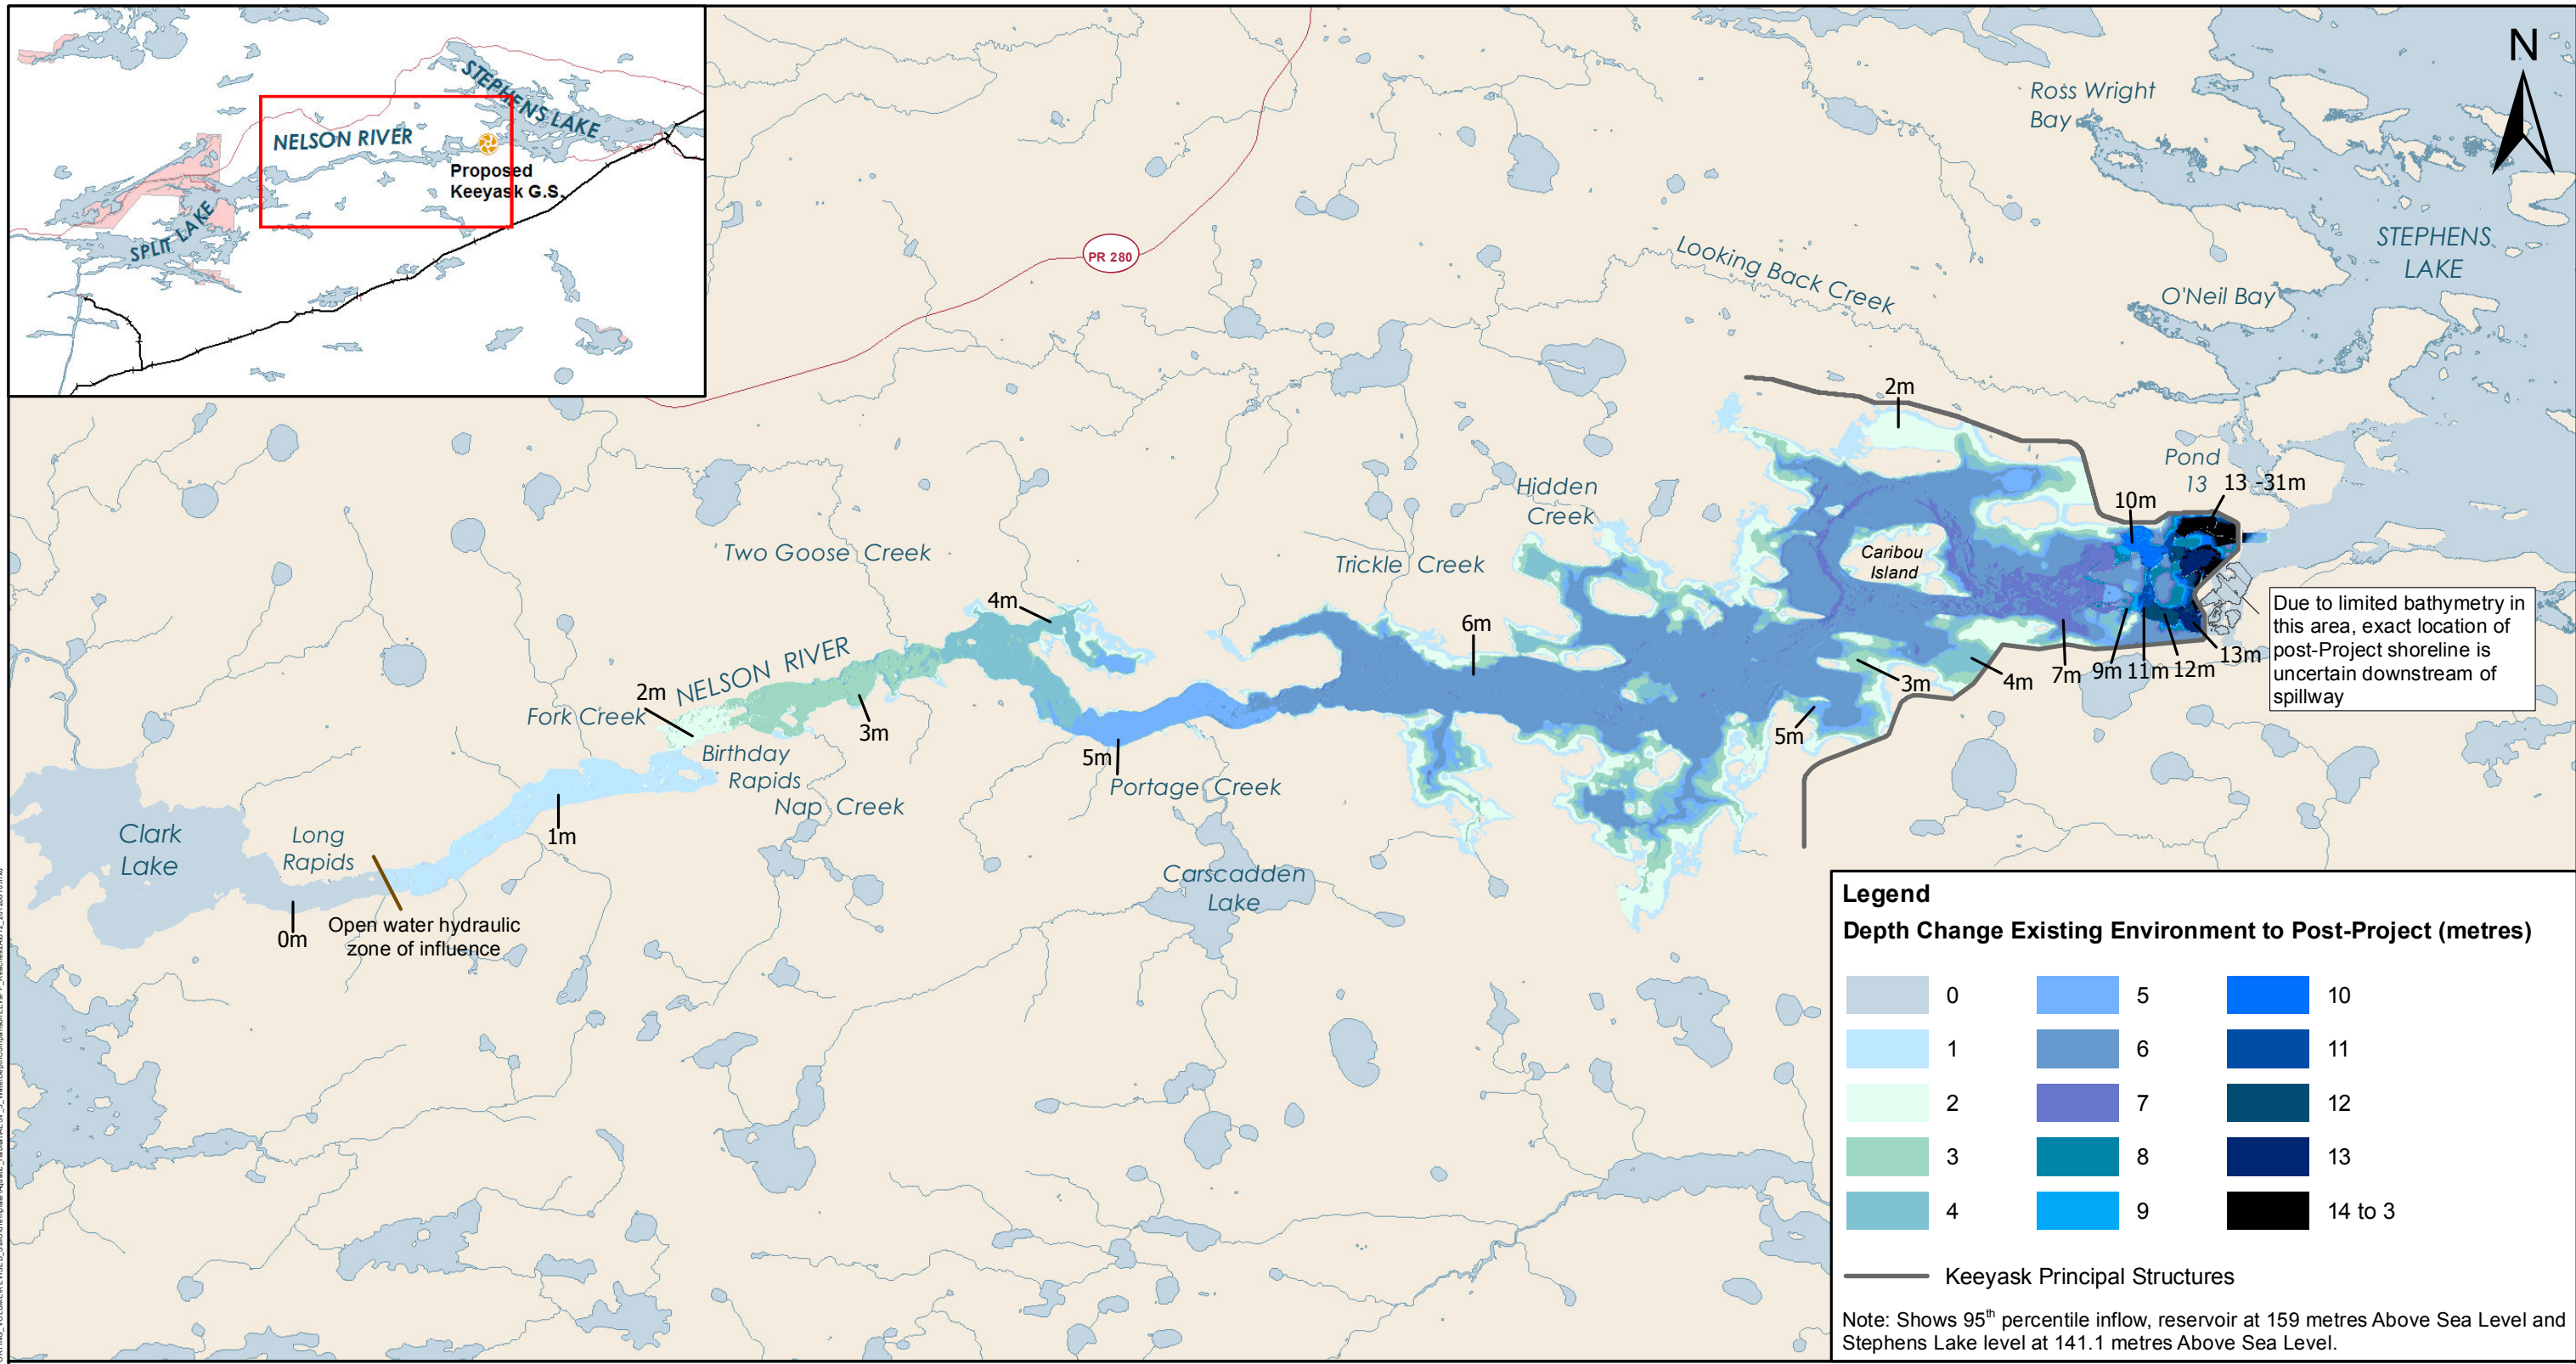 STEPHENS LAKE
NELSON RIVER
Proposed
Keeyask G.S.
SPLIT LAKE
N
PR 280
Ross Wright
Bay
STEPHENS
LAKE
O'Neil Bay
Looking Back Creek
2m
Pond
13
13 -31m
10m
Hidden
Creek
Caribou
Island
Two Goose Creek
Trickle Creek
4m
6m
Due to limited bathymetry in
this area, exact location of
post-Project shoreline is
uncertain downstream of
spillway
NELSON RIVER
2m
Fork Creek
3m
7m
9m
11m
12m
13m
3m
4m
5m
Birthday
Rapids
5m
Portage Creek
Nap Creek
1m
Clark
Lake
Long
Rapids
Carscadden
Lake
0m
Open water hydraulic
zone of influence
Legend
Depth Change Existing Environment to Post-Project (metres)
0
5
10
1
6
11
2
7
12
3
8
13
4
9
14 to 3
Keeyask Principal Structures
Note: Shows 95th percentile inflow, reservoir at 159 metres Above Sea Level and
Stephens Lake level at 141.1 metres Above Sea Level.